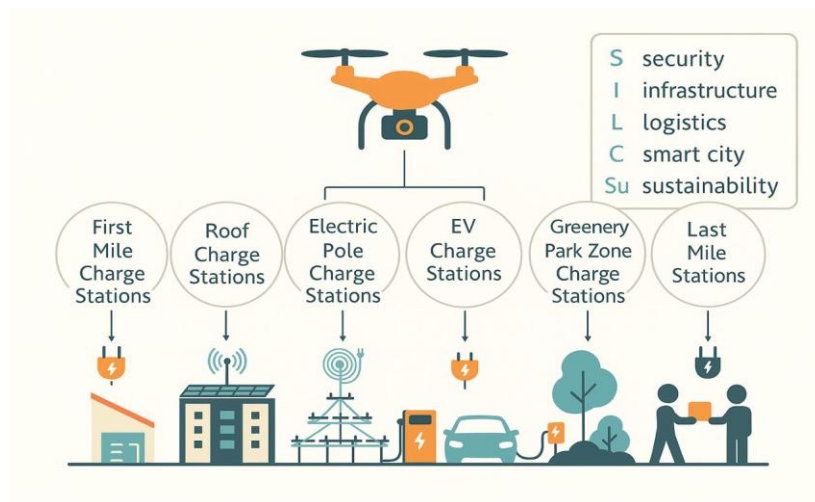 S security
I infrastructure
L logistics
C smart city
Su sustainability
First
Mile
Charge
Stations
Roof
Charge
Stations
Electric
Pole
Charge
Stations
EV
Charge
Stations
Greenery
Park Zone
Charge
Stations
Last
Mile
Stations